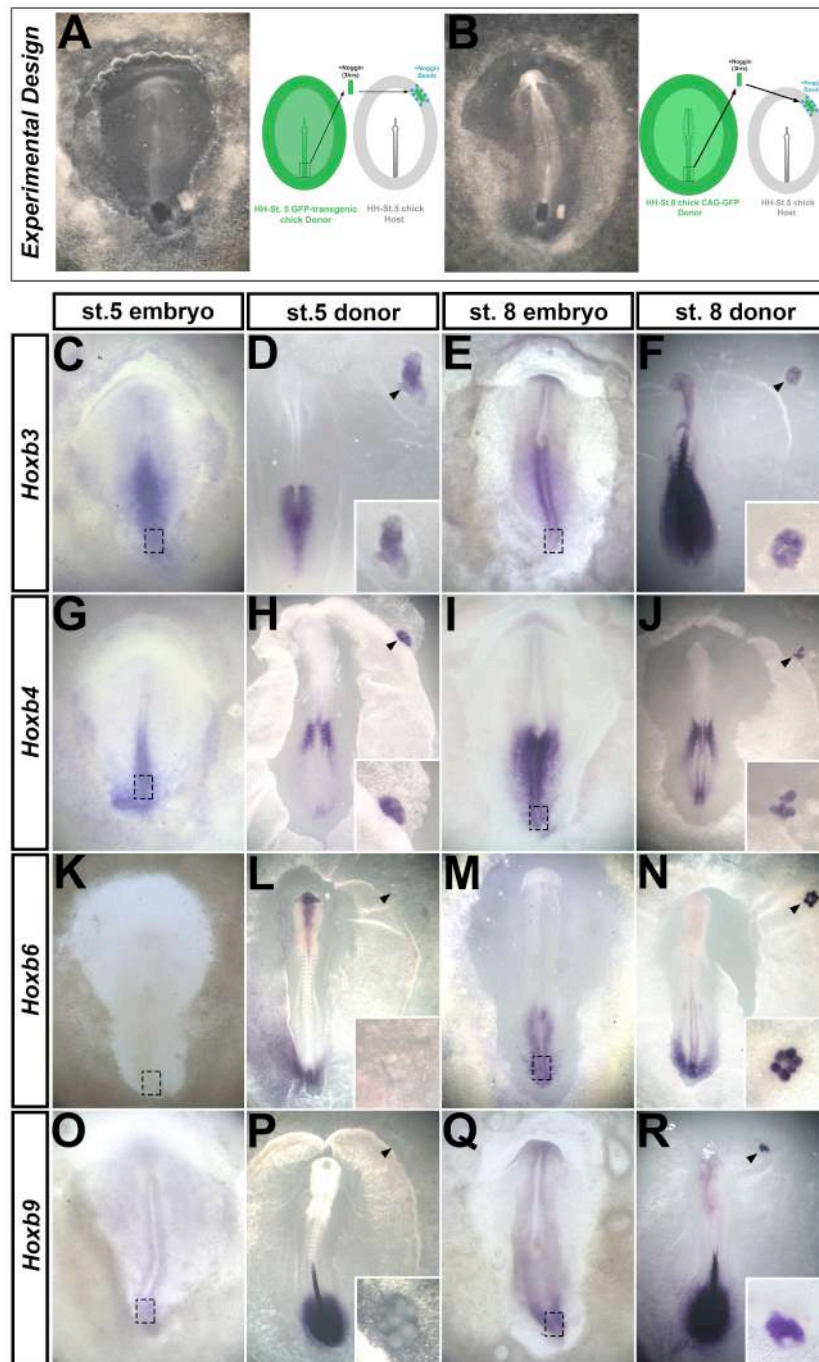 Experimental Design
A
+Noggin
(3hrs)
+Noggin
Beads
HH-St. 5 GFP-transgenic
chick Donor
HH-St.5 chick
Host
B
+Noggin
(3hrs)
+Noggin
Beads
HH-St.8 chick CAG-GFP
Donor
HH-St.5 chick
Host
st.5 embryo
st.5 donor
st. 8 embryo
st. 8 donor
Hoxb3
C
D
E
F
Hoxb4
G
H
I
J
Hoxb6
K
L
M
N
Hoxb9
O
P
Q
R